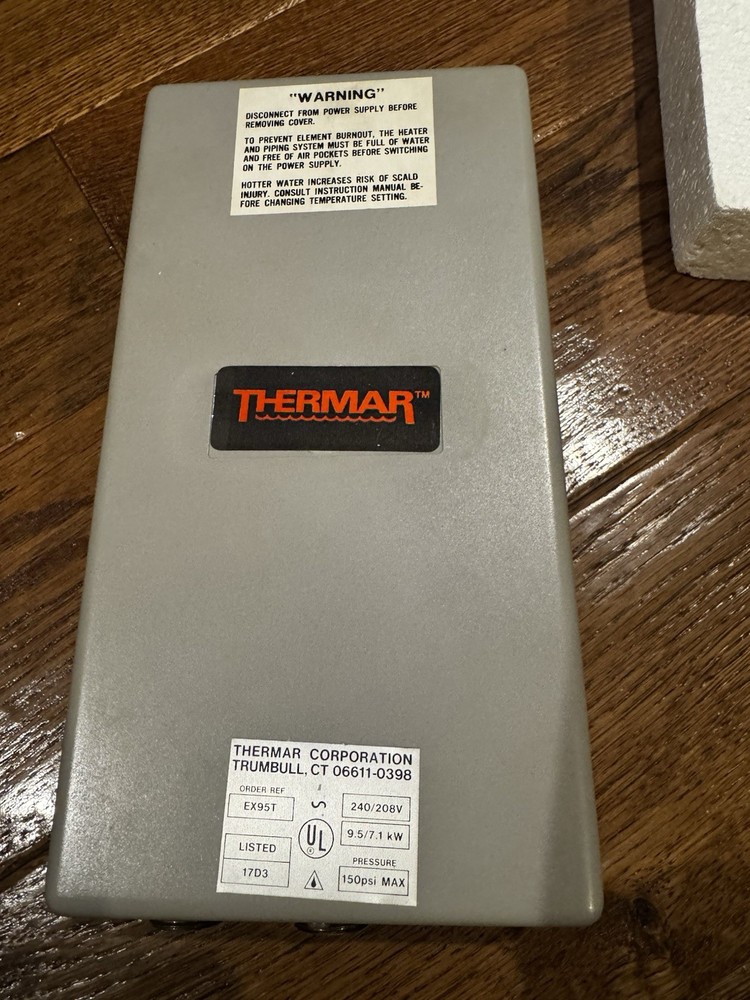 "WARNING"
DISCONNECT FROM POWER SUPPLY BEFORE
REMOVING COVER.
TO PREVENT ELEMENT BURNOUT, THE HEATER
AND PIPING SYSTEM MUST BE FULL OF WATER
AND FREE OF AIR POCKETS BEFORE SWITCHING
ON THE POWER SUPPLY.
HOTTER WATER INCREASES RISK OF SCALD
INJURY. CONSULT INSTRUCTION MANUAL BE-
FORE CHANGING TEMPERATURE SETTING.
THERMAR™
THERMAR CORPORATION
TRUMBULL, CT 06611-0398
ORDER REF
EX95T
240/208V
UL
®
9.5/7.1 kW
LISTED
17D3
PRESSURE
150psi MAX